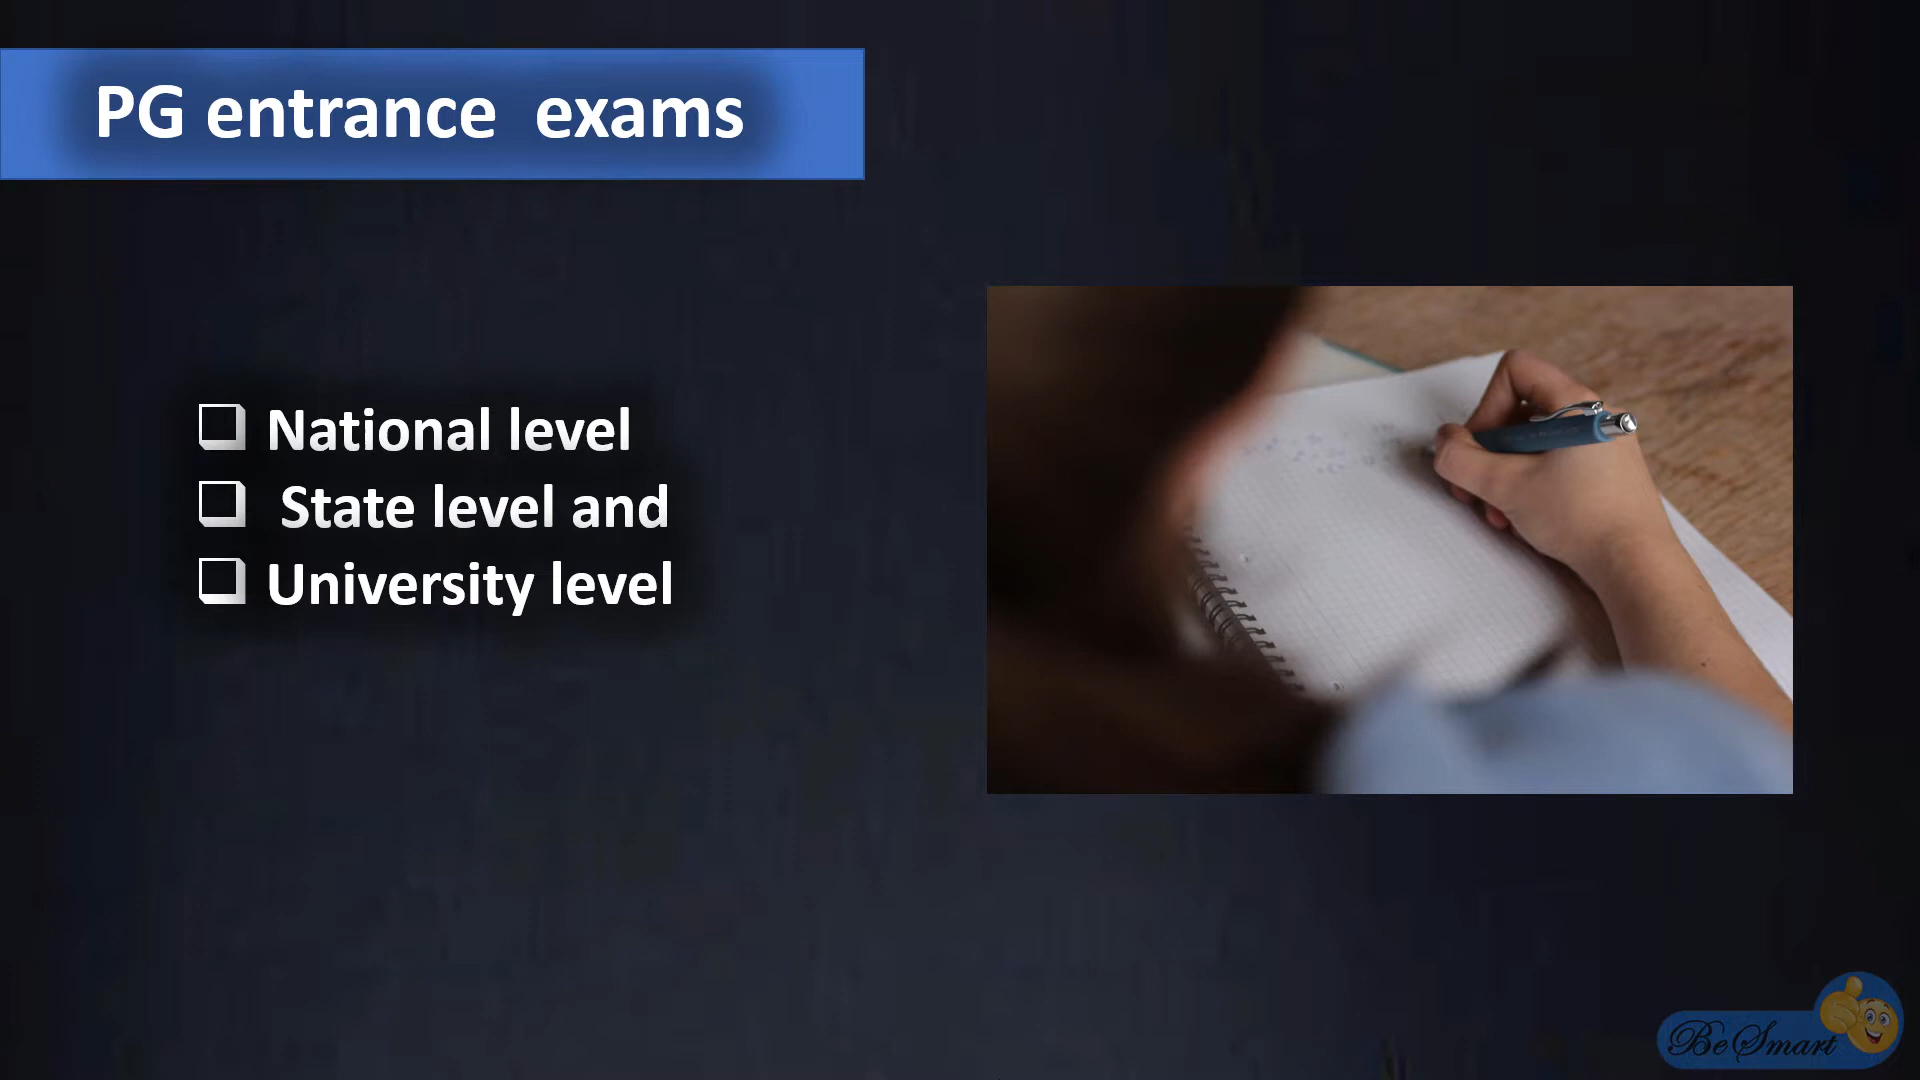 PG entrance exams
National level
State level and
University level
Be Smart